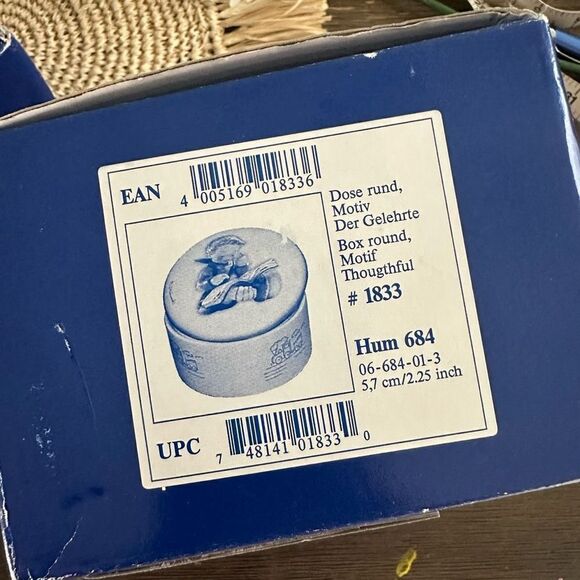 EAN
4 005169 018336
Dose rund,
Motiv
Der Gelehrte
Box round,
Motif
Thougthful
# 1833
Hum 684
06-684-01-3
5,7 cm/2.25 inch
UPC
7 48141 01833 0